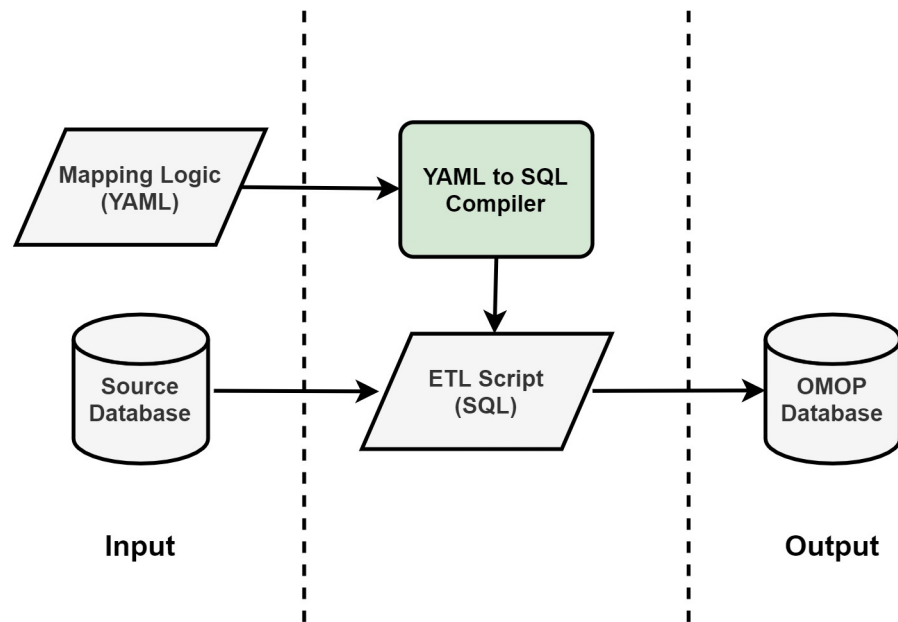 Mapping Logic
(YAML)
YAML to SQL
Compiler
Source
Database
ETL Script
(SQL)
OMOP
Database
Input
Output